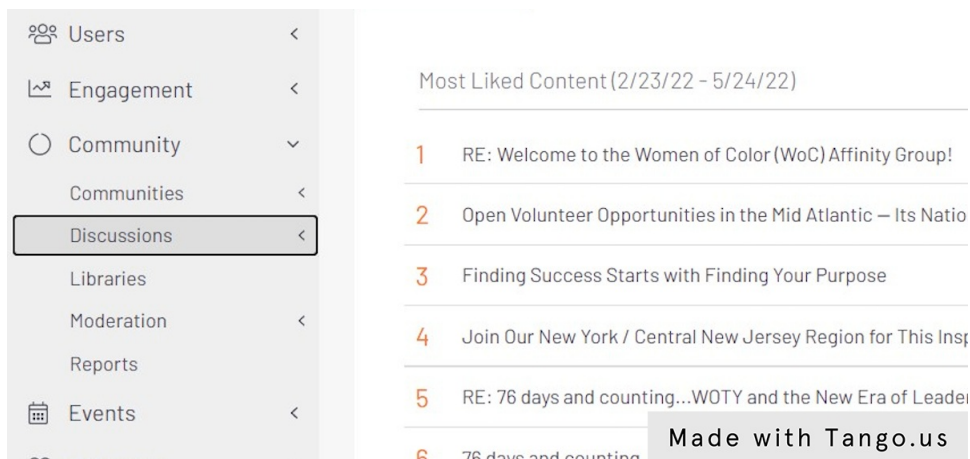 Users
Engagement
Community
Communities
Discussions
Libraries
Moderation
Reports
Events
Most Liked Content (2/23/22 - 5/24/22)
1 RE: Welcome to the Women of Color (WoC) Affinity Group!
2 Open Volunteer Opportunities in the Mid Atlantic – Its Natio
3 Finding Success Starts with Finding Your Purpose
4 Join Our New York / Central New Jersey Region for This Insp
5 RE: 76 days and counting...WOTY and the New Era of Leader
6 76 days and counting
Made with Tango.us